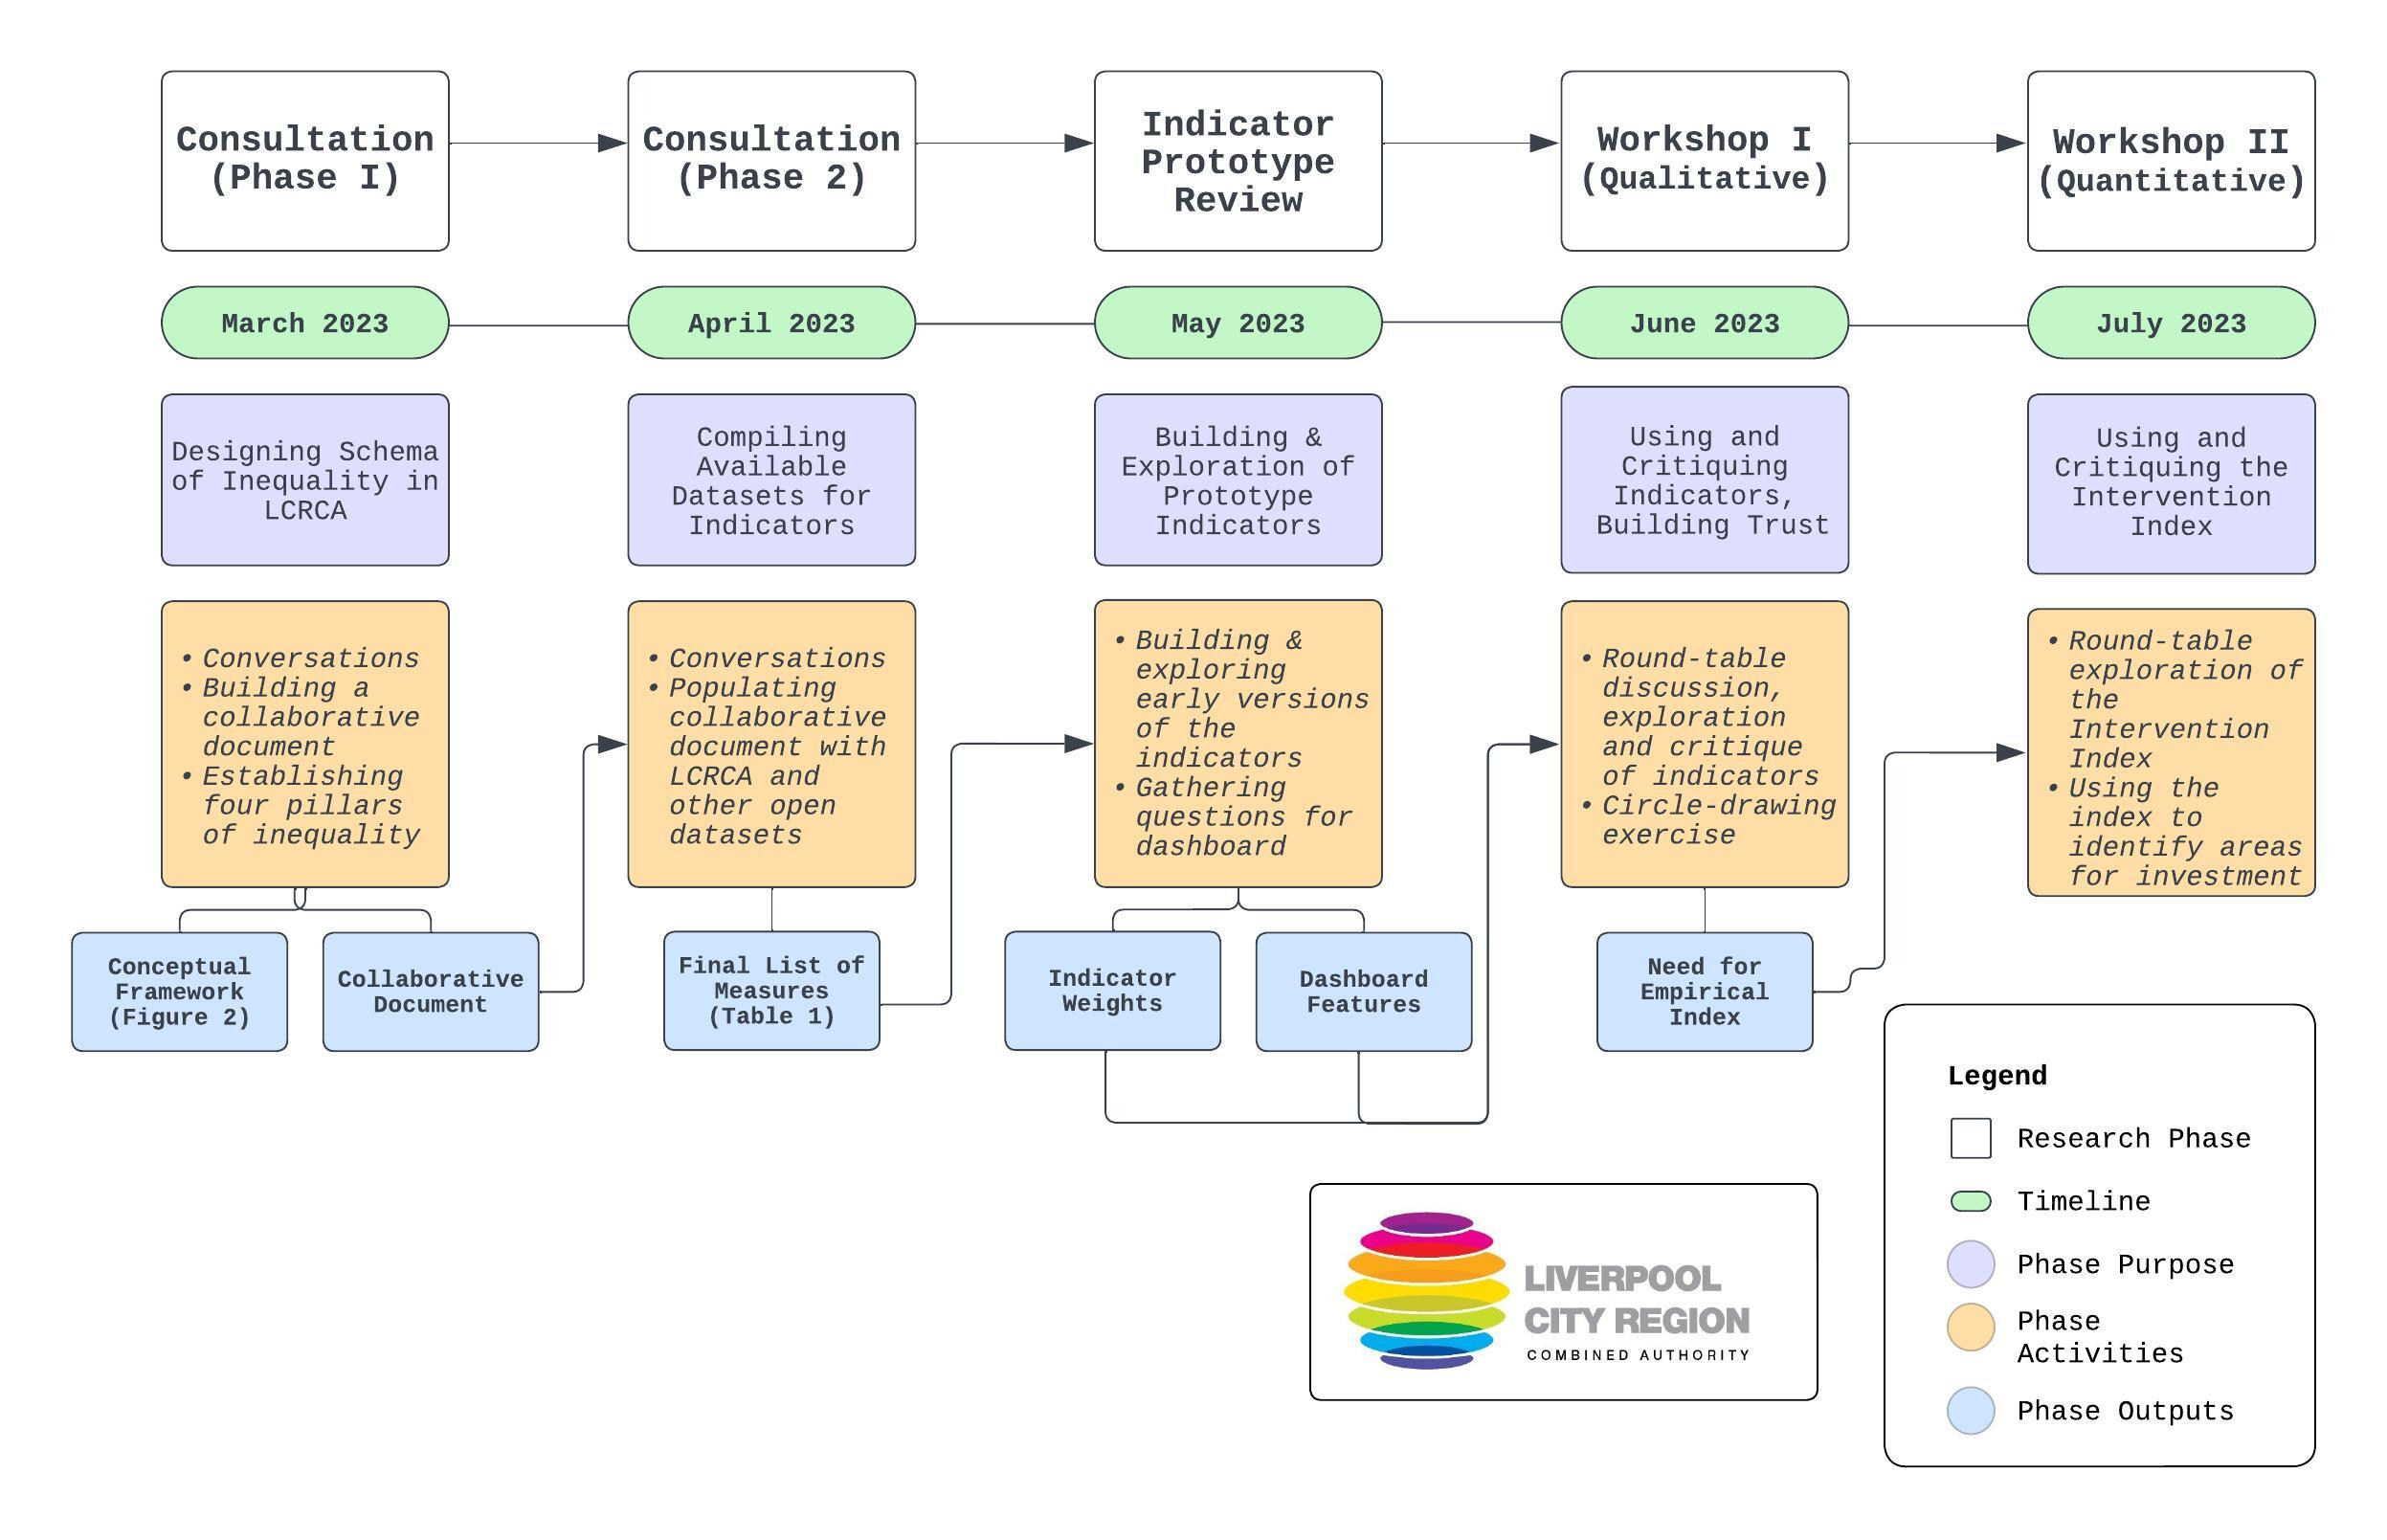 Consultation
(Phase I)
Consultation
(Phase 2)
Indicator
Prototype
Review
Workshop I
(Qualitative)
Workshop II
(Quantitative)
March 2023
April 2023
May 2023
June 2023
July 2023
Designing Schema
of Inequality in
LCRCA
Compiling
Available
Datasets for
Indicators
Building &
Exploration of
Prototype
Indicators
Using and
Critiquing
Indicators,
Building Trust
Using and
Critiquing the
Intervention
Index
• Conversations
• Building a
collaborative
document
• Establishing
four pillars
of inequality
• Conversations
• Populating
collaborative
document with
LCRCA and
other open
datasets
• Building &
exploring
early versions
of the
indicators
• Gathering
questions for
dashboard
• Round-table
discussion,
exploration
and critique
of indicators
• Circle-drawing
exercise
• Round-table
exploration of
the
Intervention
Index
• Using the
index to
identify areas
for investment
Conceptual
Framework
(Figure 2)
Collaborative
Document
Final List of
Measures
(Table 1)
Indicator
Weights
Dashboard
Features
Need for
Empirical
Index
Legend
Research Phase
Timeline
Phase Purpose
Phase
Activities
Phase Outputs
LIVERPOOL
CITY REGION
COMBINED AUTHORITY